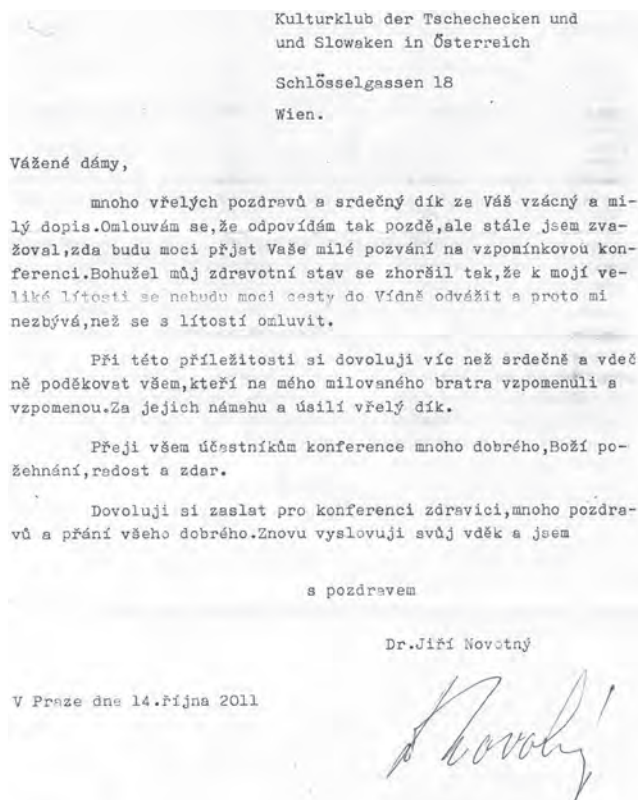 Kulturklub der Tschechecken und
und Slowaken in Österreich
Schlösselgassen 18
Wien.
Vážené dámy,
mnoho vřelých pozdravů a srdečný dík za Váš vzácný a mi-
lý dopis.Omlouvám se,že odpovídám tak pozdě,ale stále jsem zva-
žoval,zda budu moci přjat Vaše milé pozvání na vzpomínkovou kon-
ferenci.Bohužel můj zdravotní stav se zhoršil tak,že k mojí ve-
liké lítosti se nebudu moci cesty do Vídně odvážit a proto mi
nezbývá,než se s lítostí omluvit.
Při této příležitosti si dovoluji víc než srdečně a vdeč
ně poděkovat všem,kteří na mého milovaného bratra vzpomenuli a
vzpomenou.Za jejich námahu a úsilí vřelý dík.
Přeji všem účastníkům konference mnoho dobrého,Boží po-
žehnání,radost a zdar.
Dovoluji si zaslat pro konferenci zdravici,mnoho pozdra-
vů a přání všeho dobrého.Znovu vyslovuji svůj vděk a jsem
s pozdravem
Dr.Jiří Novotný
V Praze dne 14.října 2011
Novotný